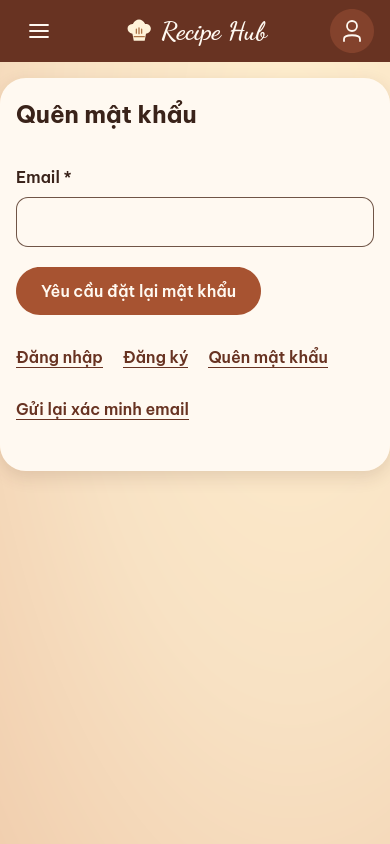 Recipe Hub
Quên mật khẩu
Email *
Yêu cầu đặt lại mật khẩu
Đăng nhập Đăng ký Quên mật khẩu
Gửi lại xác minh email